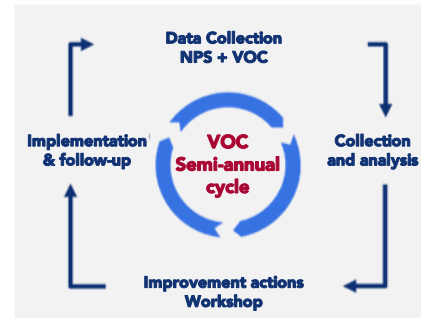 Data Collection
NPS + VOC
Implementation
& follow-up
VOC
Semi-annual
cycle
Collection
and analysis
Improvement actions
Workshop